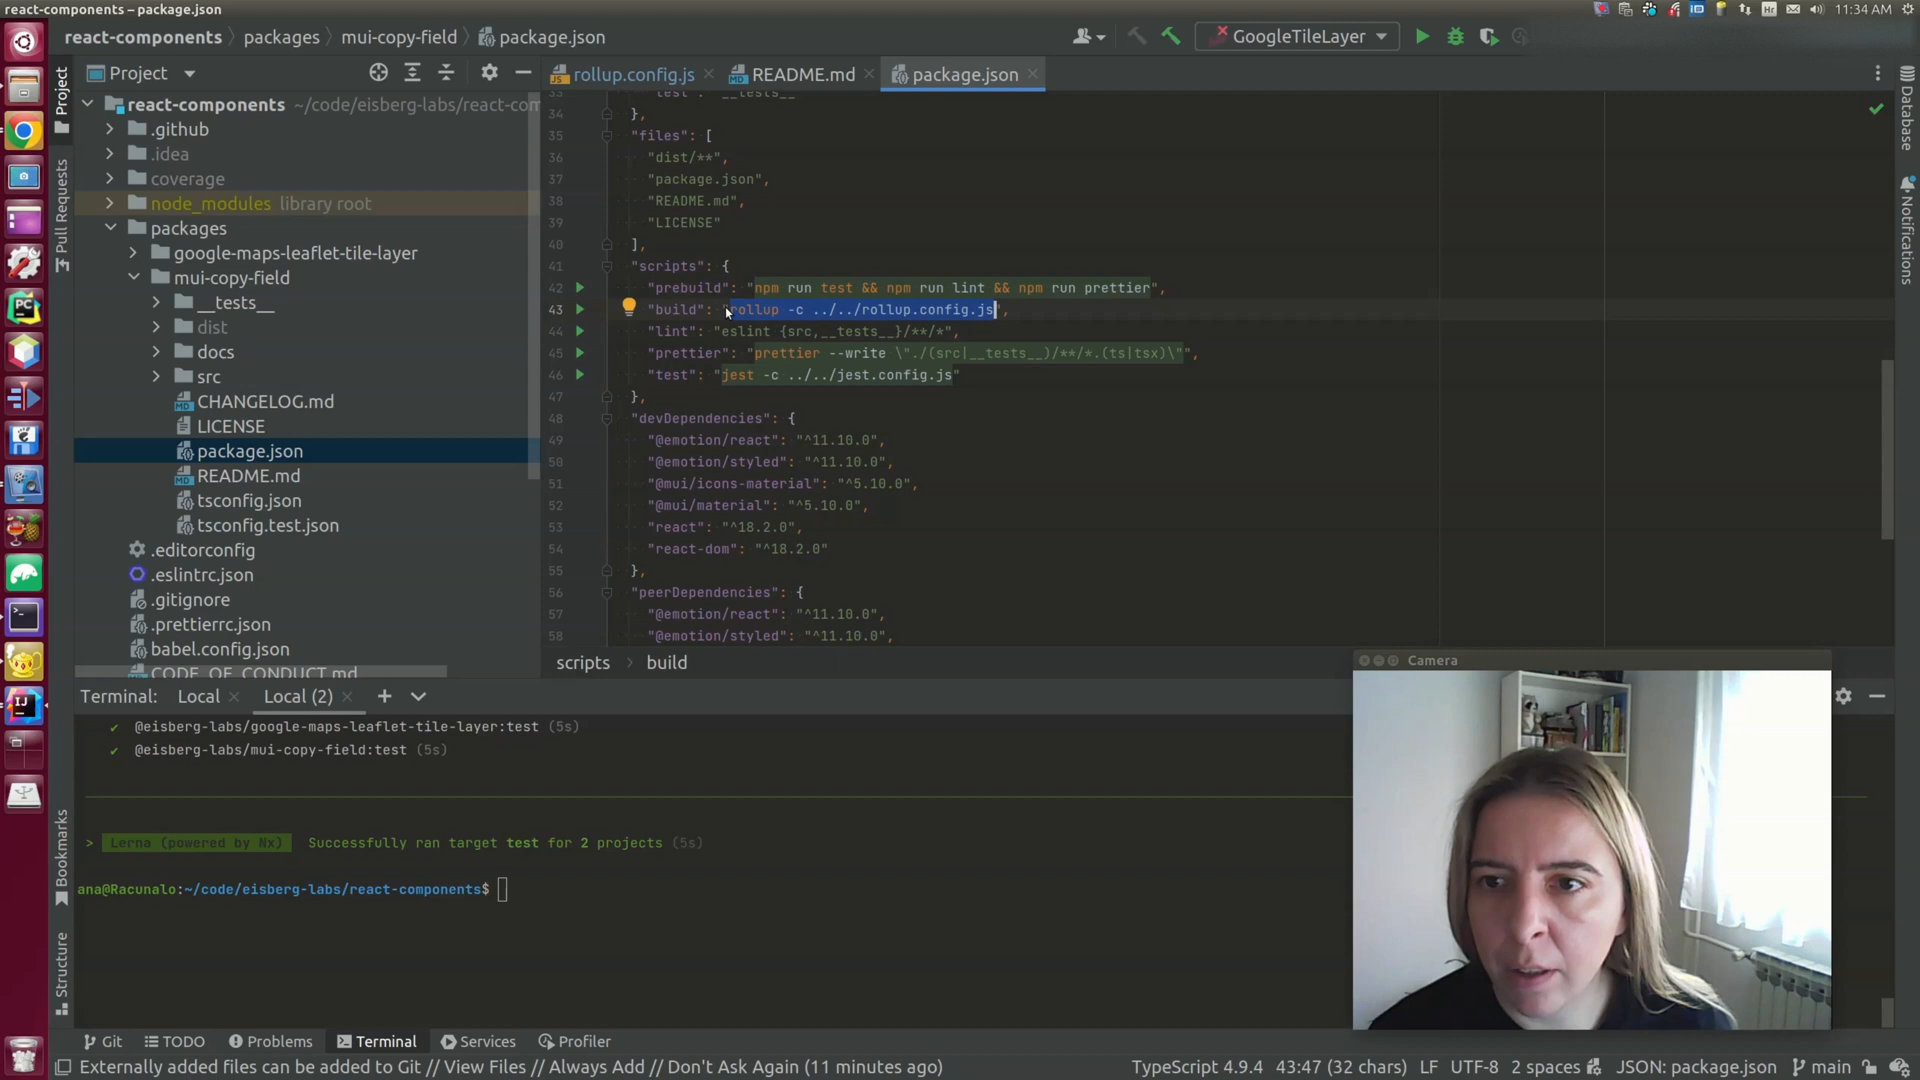 react-components – package.json
Hr
11:34 AM
react-components
packages
mui-copy-field
package.json
GoogleTileLayer
Project
rollup.config.js
README.md
package.json
Project
Pull Requests
Bookmarks
Structure
Database
Notifications
react-components ~/code/eisberg-labs/react-com
.github
.idea
coverage
node_modules library root
packages
google-maps-leaflet-tile-layer
mui-copy-field
__tests__
dist
docs
src
CHANGELOG.md
LICENSE
package.json
README.md
tsconfig.json
tsconfig.test.json
.editorconfig
.eslintrc.json
.gitignore
.prettierrc.json
babel.config.json
CODE_OF_CONDUCT.md
33 "test": "__tests__"
34 },
35 "files": [
36 "dist/**",
37 "package.json",
38 "README.md",
39 "LICENSE"
40 ],
41 "scripts": {
42 "prebuild": "npm run test && npm run lint && npm run prettier",
43 "build": "rollup -c ../../rollup.config.js",
44 "lint": "eslint {src,__tests__}/**/*",
45 "prettier": "prettier --write \"./(src|__tests__)/**/*.(ts|tsx)\"",
46 "test": "jest -c ../../jest.config.js"
47 },
48 "devDependencies": {
49 "@emotion/react": "^11.10.0",
50 "@emotion/styled": "^11.10.0",
51 "@mui/icons-material": "^5.10.0",
52 "@mui/material": "^5.10.0",
53 "react": "^18.2.0",
54 "react-dom": "^18.2.0"
55 },
56 "peerDependencies": {
57 "@emotion/react": "^11.10.0",
58 "@emotion/styled": "^11.10.0",
scripts
build
Camera
Terminal:
Local
Local (2)
✔ @eisberg-labs/google-maps-leaflet-tile-layer:test (5s)
✔ @eisberg-labs/mui-copy-field:test (5s)
> Lerna (powered by Nx) Successfully ran target test for 2 projects (5s)
ana@Racunalo:~/code/eisberg-labs/react-components$
Git
TODO
Problems
Terminal
Services
Profiler
Externally added files can be added to Git // View Files // Always Add // Don't Ask Again (11 minutes ago)
TypeScript 4.9.4
43:47 (32 chars)
LF
UTF-8
2 spaces
JSON: package.json
main